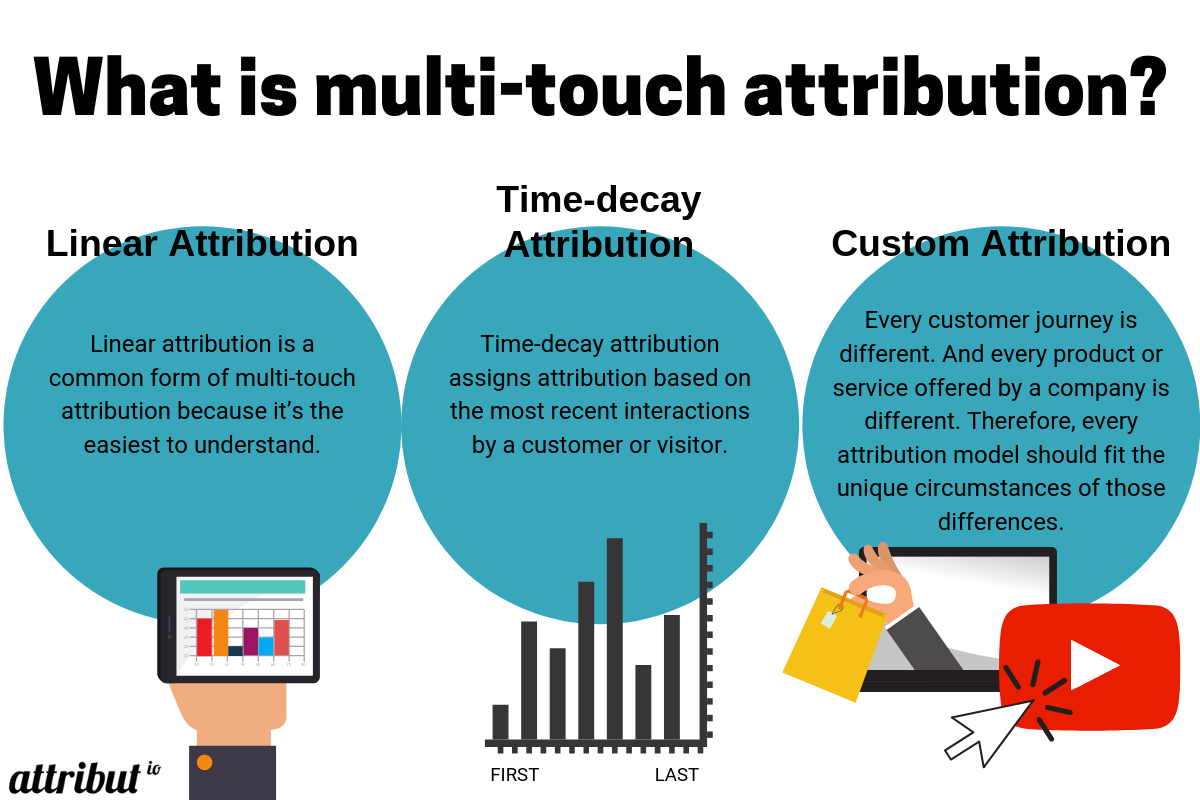 What is multi-touch attribution?
Linear Attribution
Linear attribution is a
common form of multi-touch
attribution because it’s the
easiest to understand.
Time-decay
Attribution
Time-decay attribution
assigns attribution based on
the most recent interactions
by a customer or visitor.
FIRST
LAST
Custom Attribution
Every customer journey is
different. And every product or
service offered by a company is
different. Therefore, every
attribution model should fit the
unique circumstances of those
differences.
attribut io